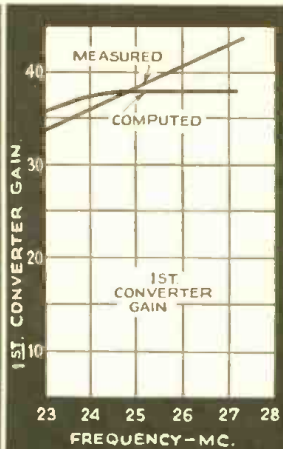 MEASURED
COMPUTED
1ST. CONVERTER GAIN.
40
30
20
10
1ST.
CONVERTER
GAIN
23 24 25 26 27 28
FREQUENCY-MC.